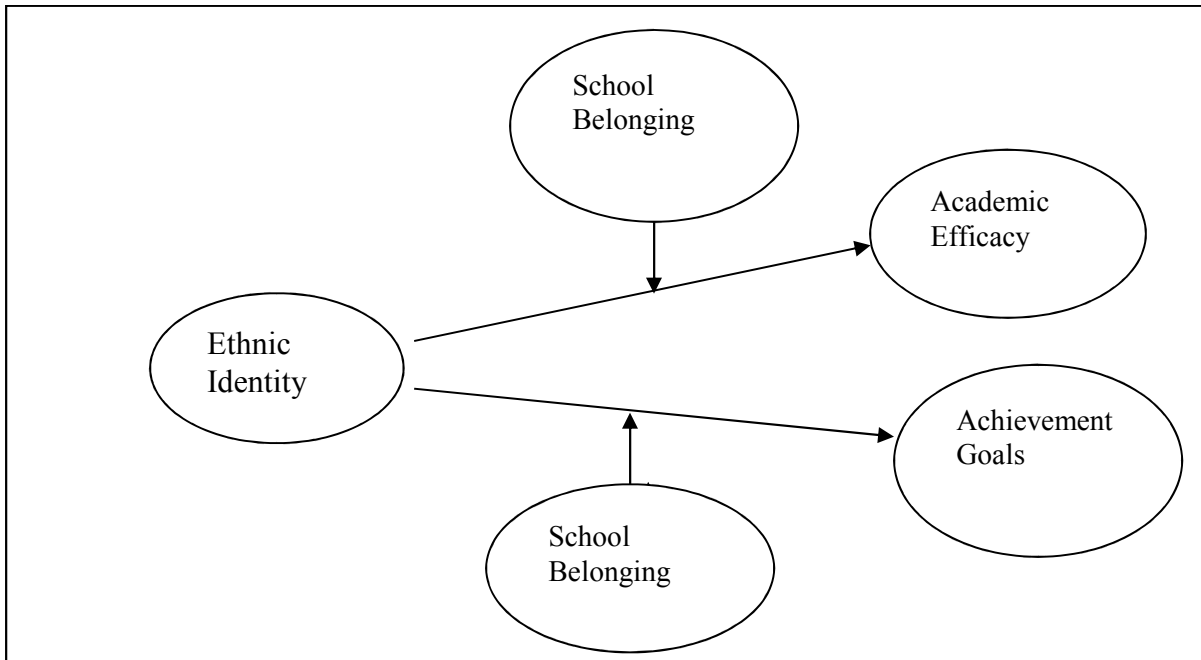 School
Belonging
Academic
Efficacy
Ethnic
Identity
Achievement
Goals
School
Belonging